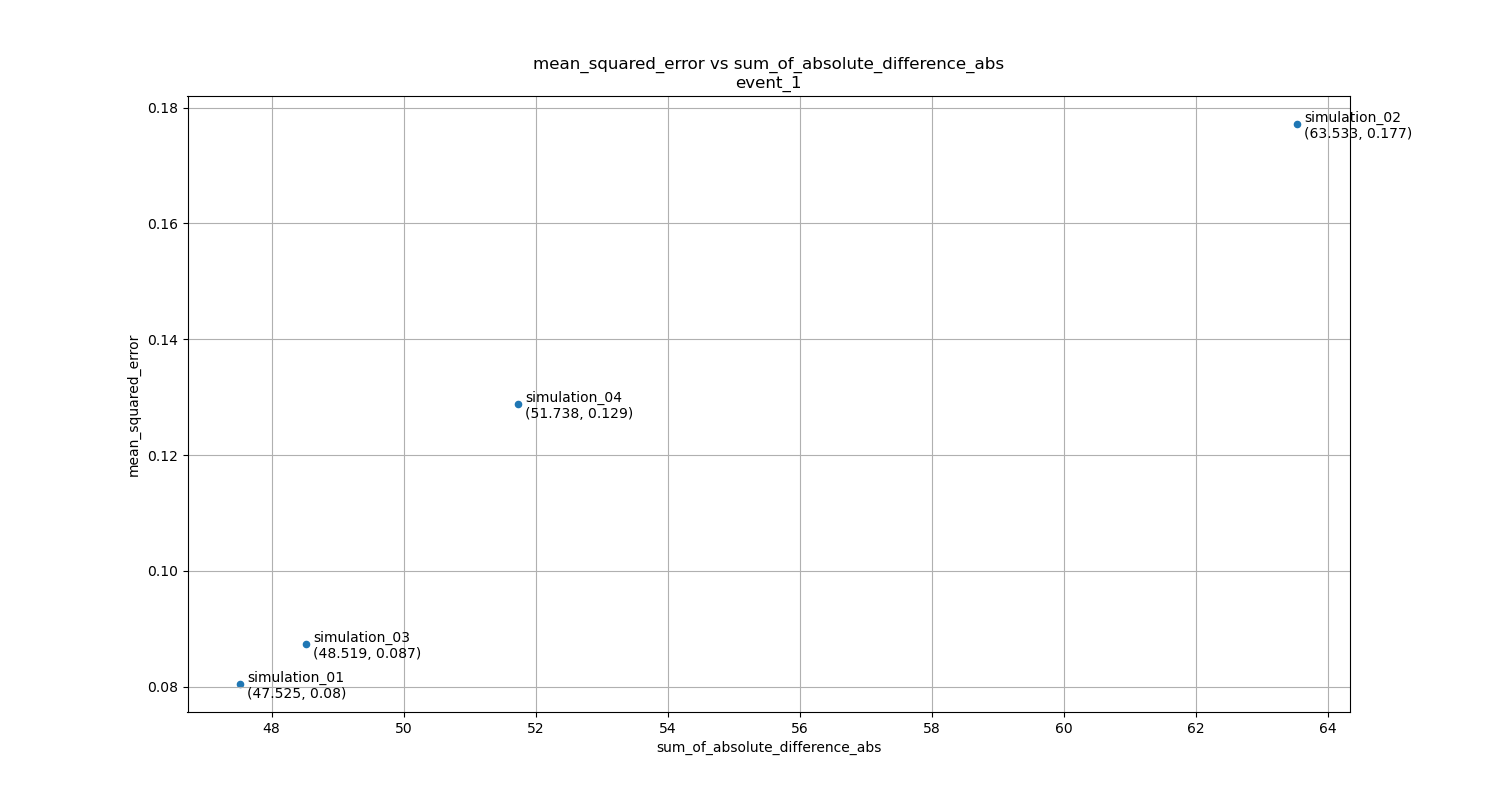 mean_squared_error vs sum_of_absolute_difference_abs
event_1
0.18
0.16
0.14
0.12
0.10
0.08
mean_squared_error
simulation_02
(63.533, 0.177)
simulation_04
(51.738, 0.129)
simulation_03
(48.519, 0.087)
simulation_01
(47.525, 0.08)
48 50 52 54 56 58 60 62 64
sum_of_absolute_difference_abs